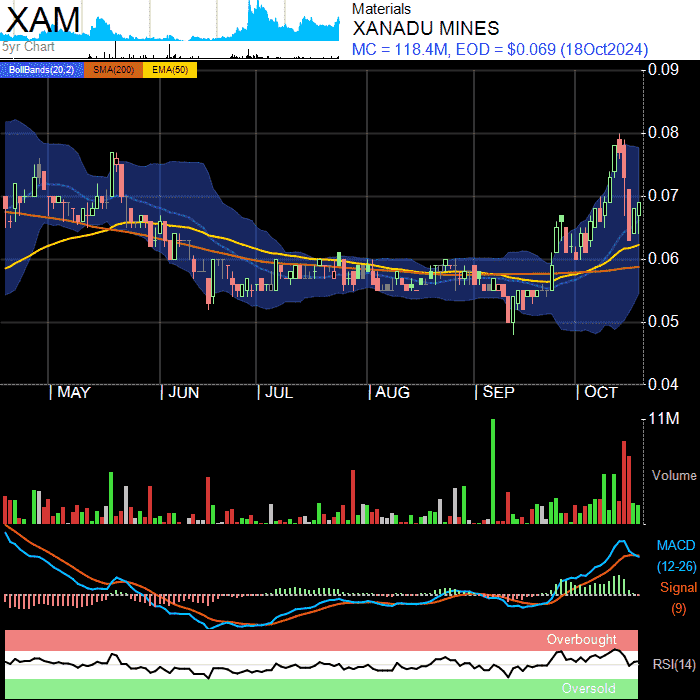 XAM
5yr Chart
Materials
XANADU MINES
MC = 118.4M, EOD = $0.069 (18Oct2024)
BollBands(20,2) SMA(200) EMA(50)
0.09
0.08
0.07
0.06
0.05
0.04
MAY JUN JUL AUG SEP OCT
11M
Volume
MACD
(12-26)
Signal
(9)
Overbought
RSI(14)
Oversold